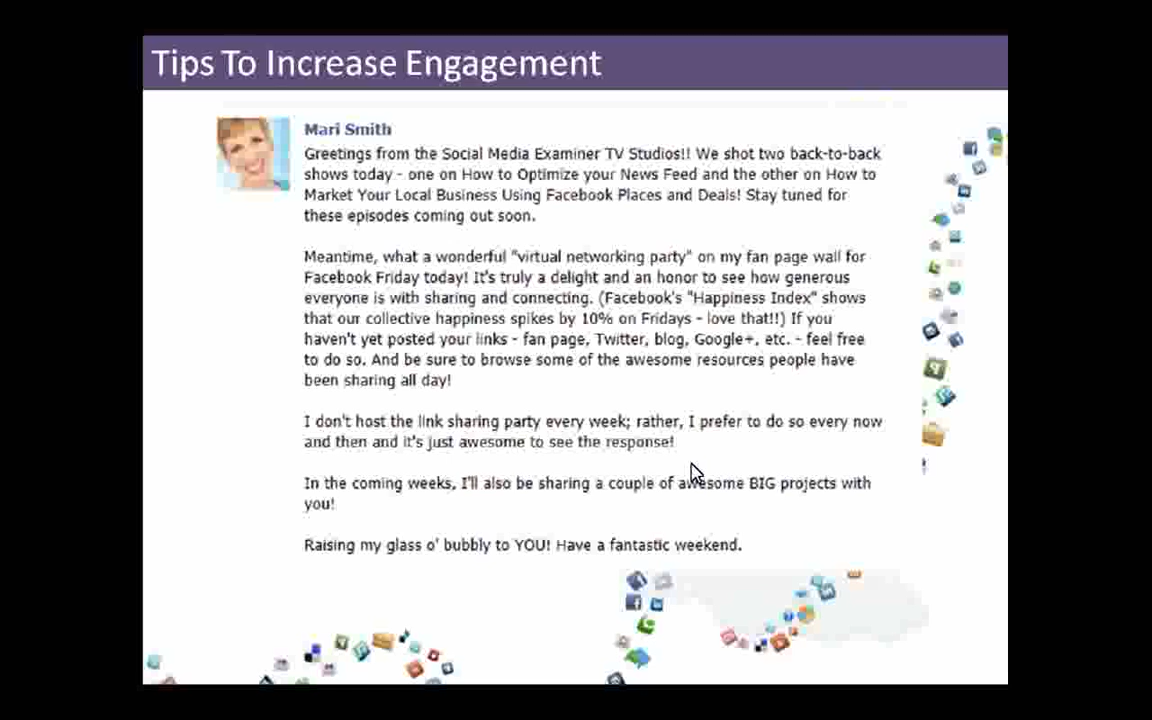 Tips To Increase Engagement
Mari Smith
Greetings from the Social Media Examiner TV Studios!! We shot two back-to-back
shows today - one on How to Optimize your News Feed and the other on How to
Market Your Local Business Using Facebook Places and Deals! Stay tuned for
these episodes coming out soon.
Meantime, what a wonderful "virtual networking party" on my fan page wall for
Facebook Friday today! It's truly a delight and an honor to see how generous
everyone is with sharing and connecting. (Facebook's "Happiness Index" shows
that our collective happiness spikes by 10% on Fridays - love that!!) If you
haven't yet posted your links - fan page, Twitter, blog, Google+, etc. - feel free
to do so. And be sure to browse some of the awesome resources people have
been sharing all day!
I don't host the link sharing party every week; rather, I prefer to do so every now
and then and it's just awesome to see the response!
In the coming weeks, I'll also be sharing a couple of awesome BIG projects with
you!
Raising my glass o' bubbly to YOU! Have a fantastic weekend.